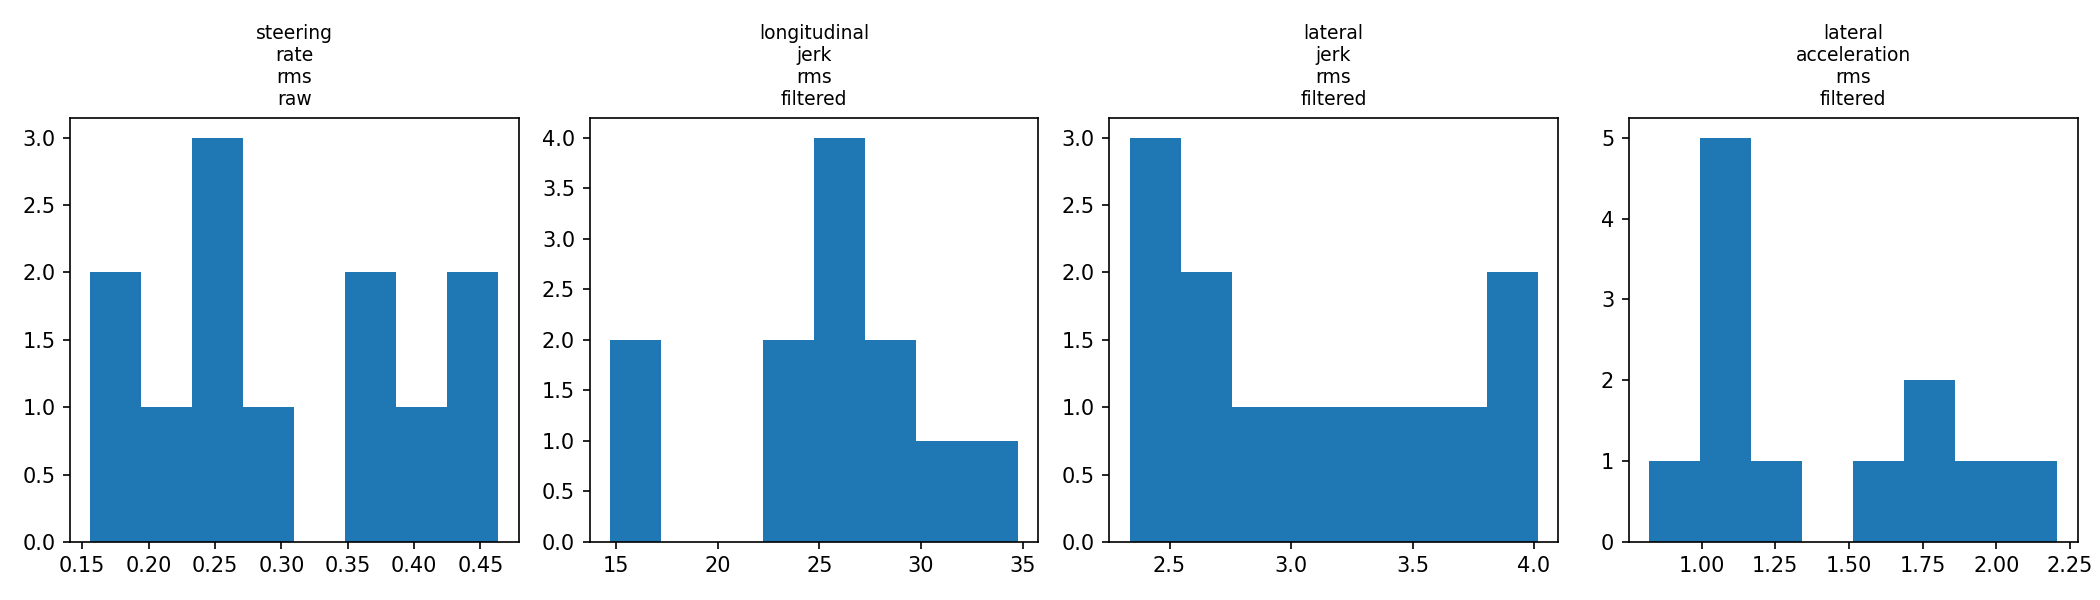 steering
rate
rms
raw
3.0
2.5
2.0
1.5
1.0
0.5
0.0
0.15 0.20 0.25 0.30 0.35 0.40 0.45
longitudinal
jerk
rms
filtered
4.0
3.5
3.0
2.5
2.0
1.5
1.0
0.5
0.0
15 20 25 30 35
lateral
jerk
rms
filtered
3.0
2.5
2.0
1.5
1.0
0.5
0.0
2.5 3.0 3.5 4.0
lateral
acceleration
rms
filtered
5
4
3
2
1
0
1.00 1.25 1.50 1.75 2.00 2.25